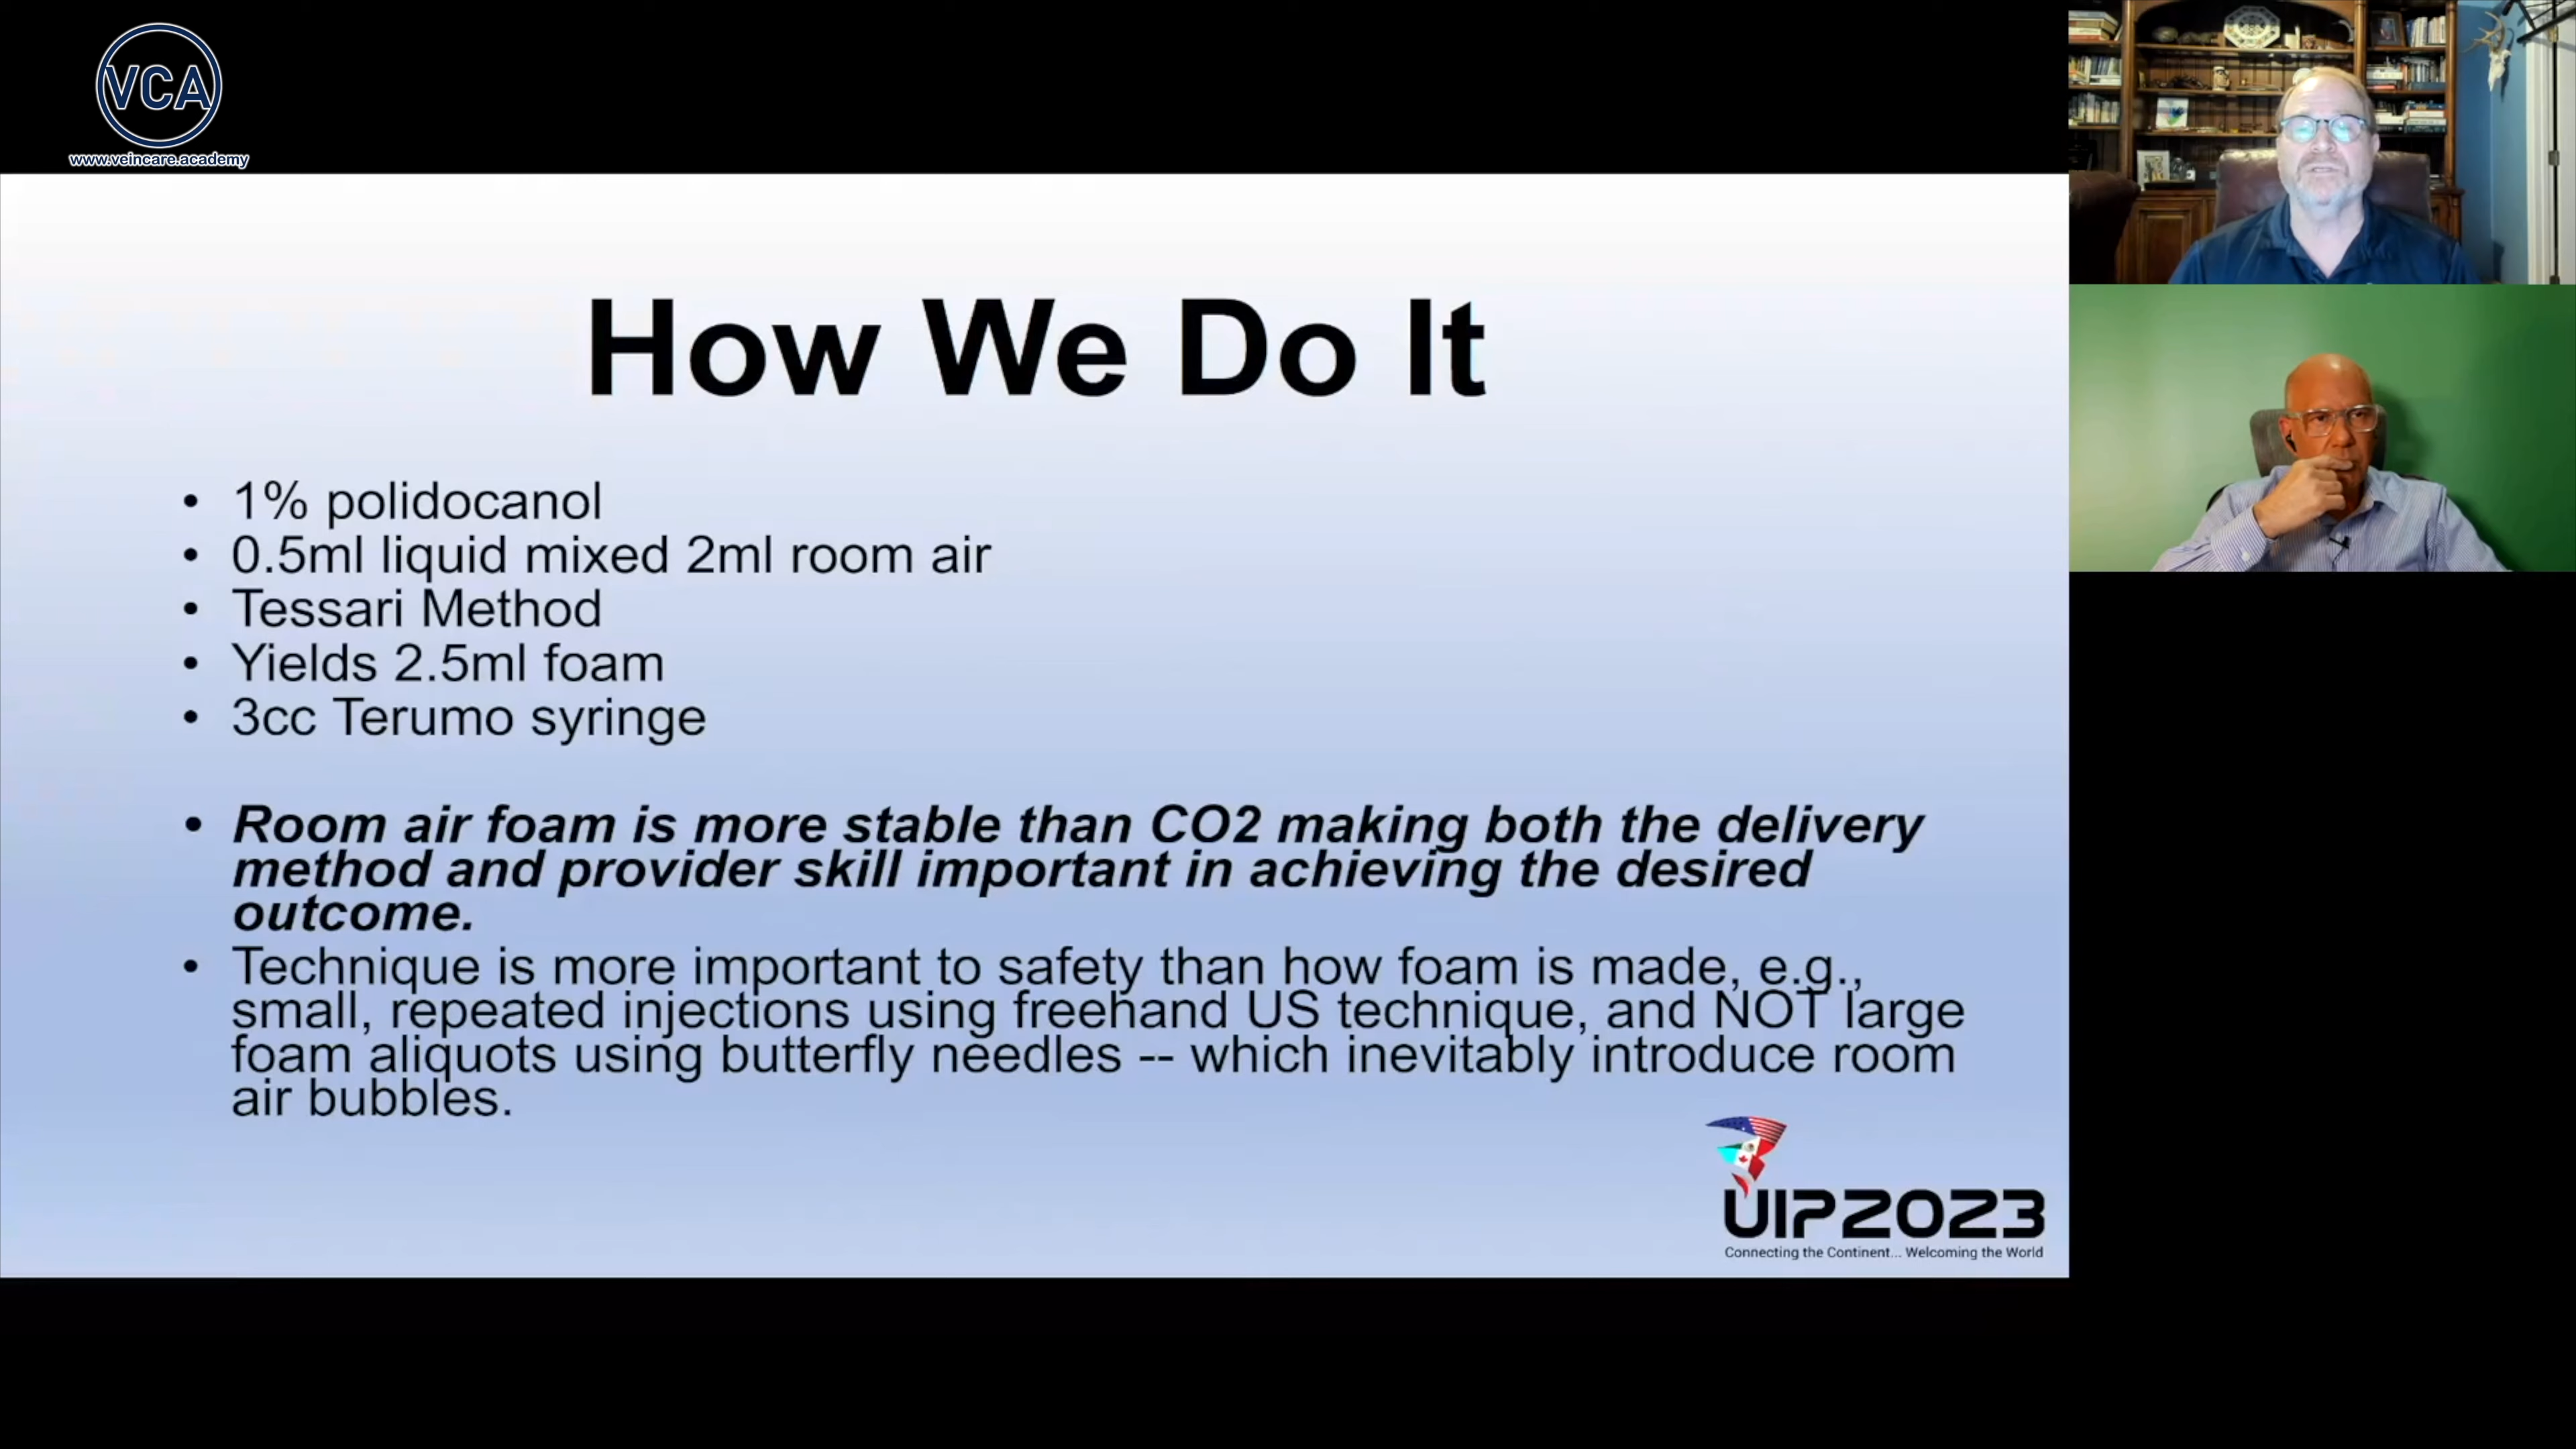 VCA
www.veincare.academy
How We Do It
• 1% polidocanol
• 0.5ml liquid mixed 2ml room air
• Tessari Method
• Yields 2.5ml foam
• 3cc Terumo syringe
• Room air foam is more stable than CO2 making both the delivery
method and provider skill important in achieving the desired
outcome.
• Technique is more important to safety than how foam is made, e.g.,
small, repeated injections using freehand US technique, and NOT large
foam aliquots using butterfly needles -- which inevitably introduce room
air bubbles.
UIP2023
Connecting the Continent... Welcoming the World